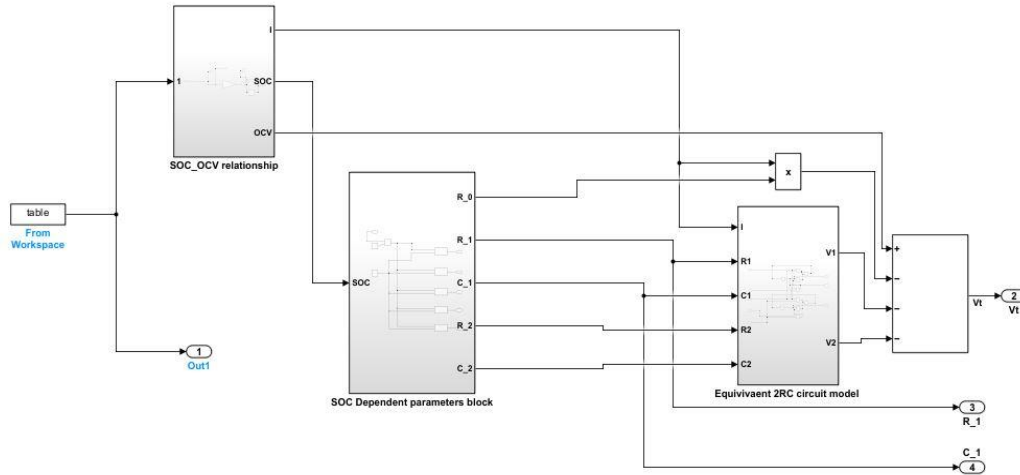 I
1
SOC
OCV
SOC_OCV relationship
table
From
Workspace
1
Out1
SOC
R_0
R_1
C_1
R_2
C_2
SOC Dependent parameters block
x
I
R1
C1
R2
C2
V1
V2
Equivivaent 2RC circuit model
+
−
−
−
Vt
2
Vt
3
R_1
C_1
4